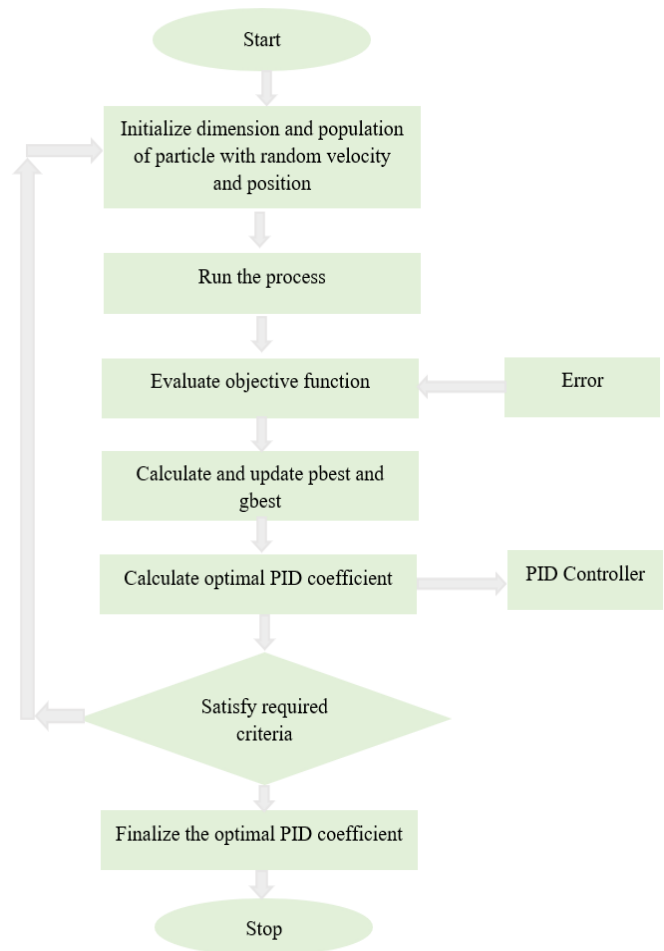 Start
Initialize dimension and population
of particle with random velocity
and position
Run the process
Evaluate objective function
Error
Calculate and update pbest and
gbest
Calculate optimal PID coefficient
PID Controller
Satisfy required
criteria
Finalize the optimal PID coefficient
Stop